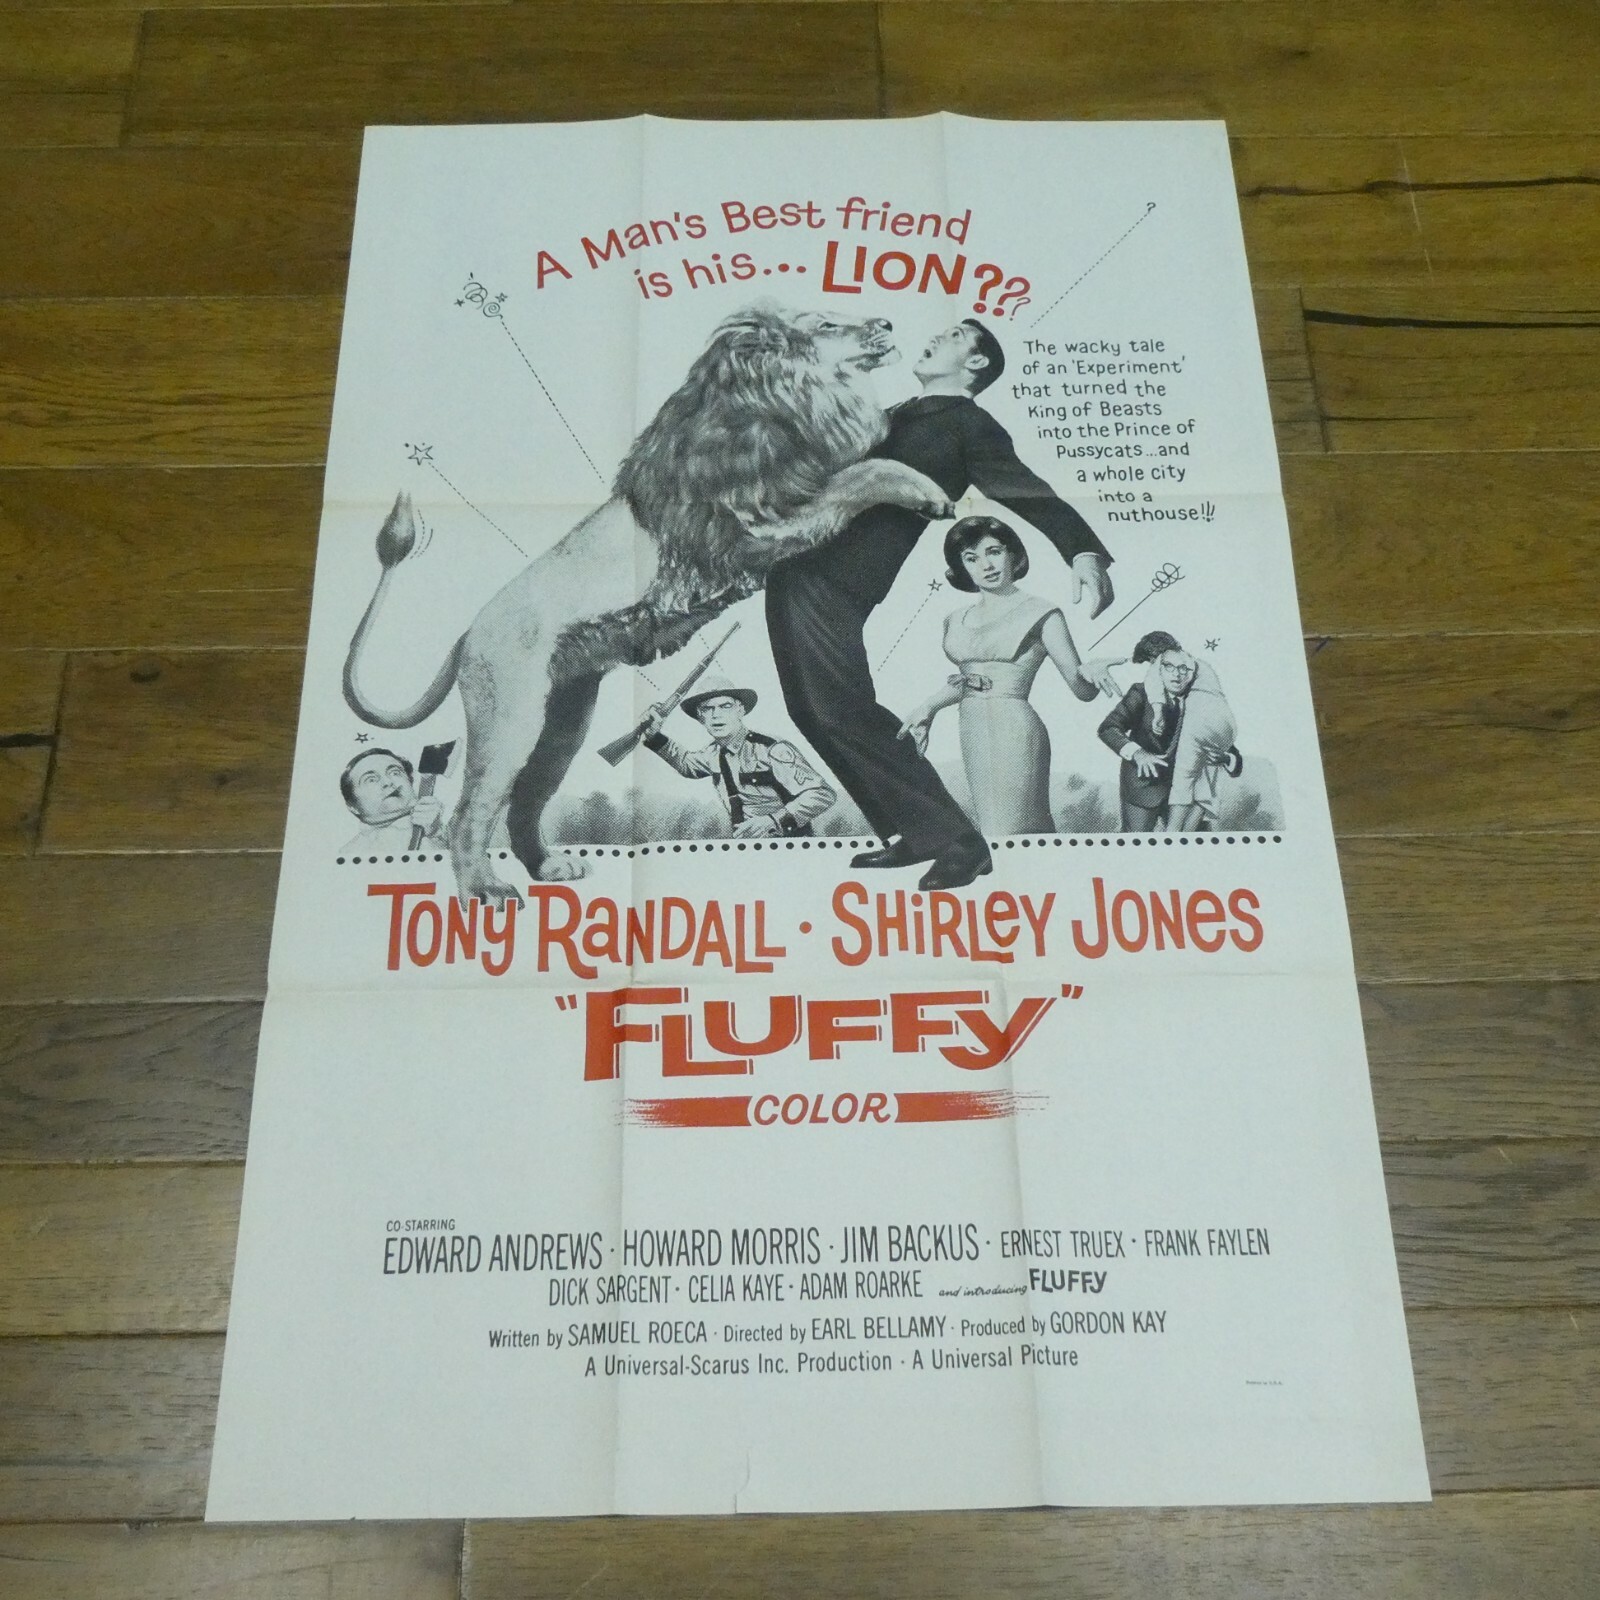 A Man's Best friend
is his... LION???
The wacky tale
of an 'Experiment'
that turned the
King of Beasts
into the Prince of
Pussycats...and
a whole city
into a
nuthouse!!!
TONY RANDALL · SHIRLEY JONES
"FLUFFY"
(COLOR)
CO-STARRING
EDWARD ANDREWS · HOWARD MORRIS · JIM BACKUS · ERNEST TRUEX · FRANK FAYLEN
DICK SARGENT · CELIA KAYE · ADAM ROARKE and introducing FLUFFY
Written by SAMUEL ROECA · Directed by EARL BELLAMY · Produced by GORDON KAY
A Universal-Scarus Inc. Production · A Universal Picture